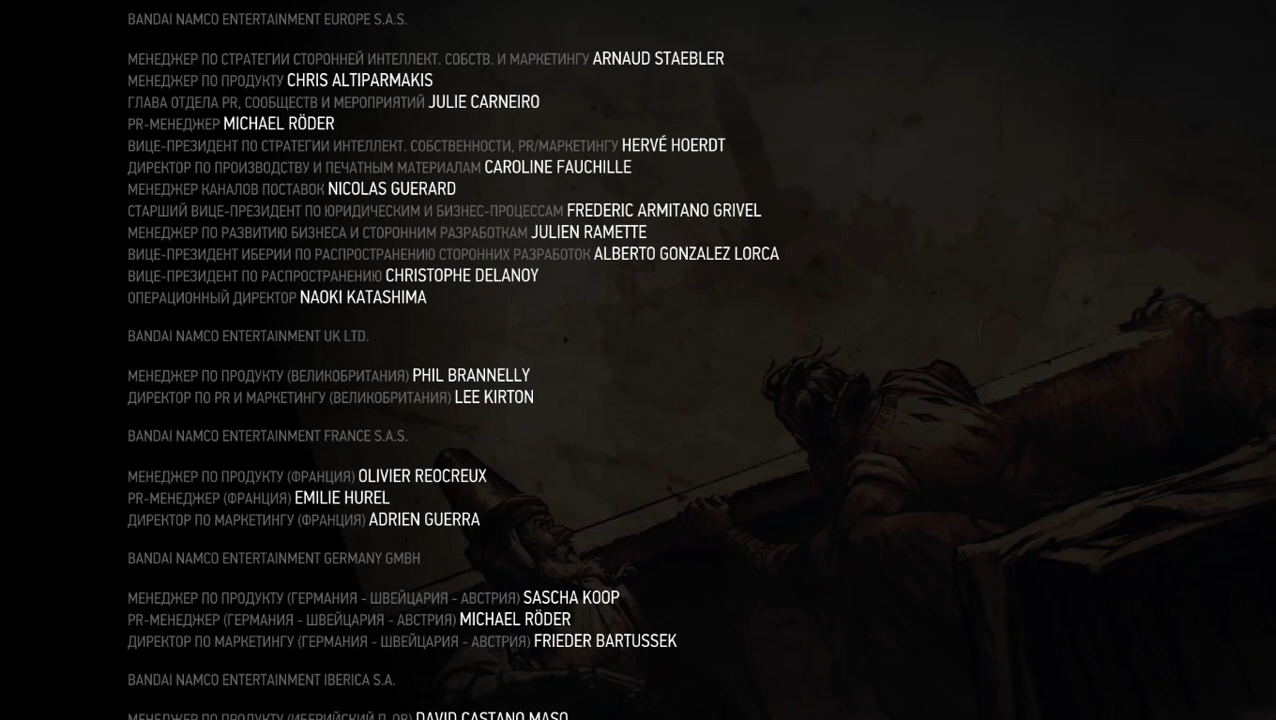 BANDAI NAMCO ENTERTAINMENT EUROPE S.A.S.
МЕНЕДЖЕР ПО СТРАТЕГИИ СТОРОННЕЙ ИНТЕЛЛЕКТ. СОБСТВ. И МАРКЕТИНГУ ARNAUD STAEBLER
МЕНЕДЖЕР ПО ПРОДУКТУ CHRIS ALTIPARMAKIS
ГЛАВА ОТДЕЛА PR, СООБЩЕСТВ И МЕРОПРИЯТИЙ JULIE CARNEIRO
PR-МЕНЕДЖЕР MICHAEL RÖDER
ВИЦЕ-ПРЕЗИДЕНТ ПО СТРАТЕГИИ ИНТЕЛЛЕКТ. СОБСТВЕННОСТИ, PR/МАРКЕТИНГУ HERVÉ HOERDT
ДИРЕКТОР ПО ПРОИЗВОДСТВУ И ПЕЧАТНЫМ МАТЕРИАЛАМ CAROLINE FAUCHILLE
МЕНЕДЖЕР КАНАЛОВ ПОСТАВОК NICOLAS GUERARD
СТАРШИЙ ВИЦЕ-ПРЕЗИДЕНТ ПО ЮРИДИЧЕСКИМ И БИЗНЕС-ПРОЦЕССАМ FREDERIC ARMITANO GRIVEL
МЕНЕДЖЕР ПО РАЗВИТИЮ БИЗНЕСА И СТОРОННИМ РАЗРАБОТКАМ JULIEN RAMETTE
ВИЦЕ-ПРЕЗИДЕНТ ИБЕРИИ ПО РАСПРОСТРАНЕНИЮ СТОРОННИХ РАЗРАБОТОК ALBERTO GONZALEZ LORCA
ВИЦЕ-ПРЕЗИДЕНТ ПО РАСПРОСТРАНЕНИЮ CHRISTOPHE DELANOY
ОПЕРАЦИОННЫЙ ДИРЕКТОР NAOKI KATASHIMA
BANDAI NAMCO ENTERTAINMENT UK LTD.
МЕНЕДЖЕР ПО ПРОДУКТУ (ВЕЛИКОБРИТАНИЯ) PHIL BRANNELLY
ДИРЕКТОР ПО PR И МАРКЕТИНГУ (ВЕЛИКОБРИТАНИЯ) LEE KIRTON
BANDAI NAMCO ENTERTAINMENT FRANCE S.A.S.
МЕНЕДЖЕР ПО ПРОДУКТУ (ФРАНЦИЯ) OLIVIER REOCREUX
PR-МЕНЕДЖЕР (ФРАНЦИЯ) EMILIE HUREL
ДИРЕКТОР ПО МАРКЕТИНГУ (ФРАНЦИЯ) ADRIEN GUERRA
BANDAI NAMCO ENTERTAINMENT GERMANY GMBH
МЕНЕДЖЕР ПО ПРОДУКТУ (ГЕРМАНИЯ - ШВЕЙЦАРИЯ - АВСТРИЯ) SASCHA KOOP
PR-МЕНЕДЖЕР (ГЕРМАНИЯ - ШВЕЙЦАРИЯ - АВСТРИЯ) MICHAEL RÖDER
ДИРЕКТОР ПО МАРКЕТИНГУ (ГЕРМАНИЯ - ШВЕЙЦАРИЯ - АВСТРИЯ) FRIEDER BARTUSSEK
BANDAI NAMCO ENTERTAINMENT IBERICA S.A.
МЕНЕДЖЕР ПО ПРОДУКТУ (ИБЕРИЙСКИЙ П-ОВ) DAVID CASTANO MASO